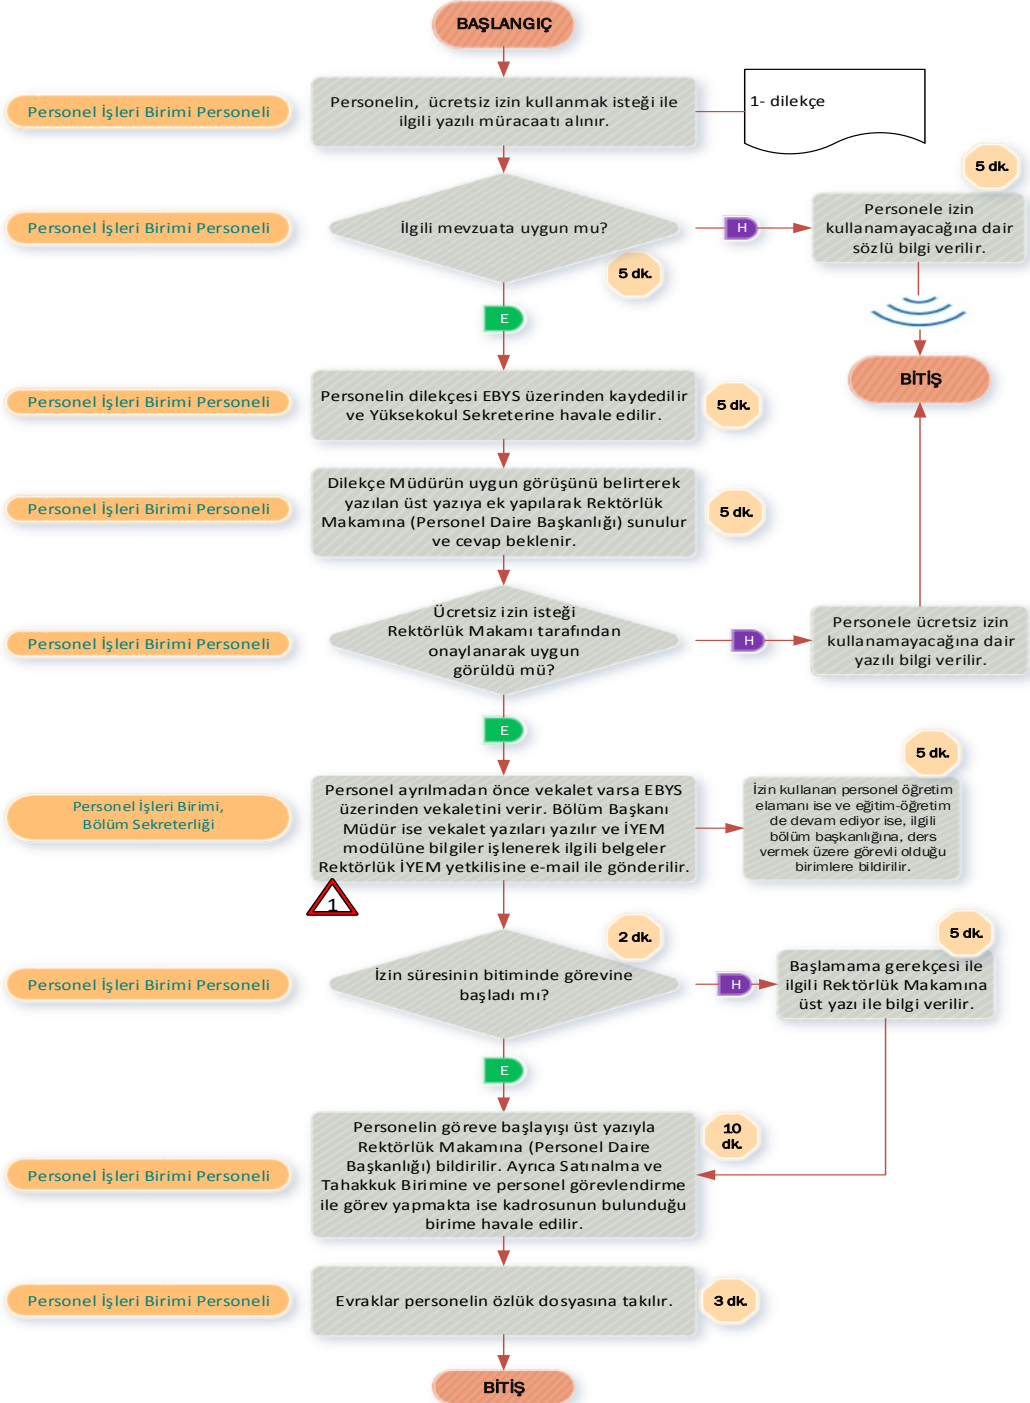 BAŞLANGIÇ
Personel İşleri Birimi Personeli
Personelin, ücretsiz izin kullanmak isteği ile
ilgili yazılı müracaatı alınır.
1- dilekçe
Personel İşleri Birimi Personeli
İlgili mevzuata uygun mu?
5 dk.
H
5 dk.
Personele izin
kullanamayacağına dair
sözlü bilgi verilir.
E
BİTİŞ
Personel İşleri Birimi Personeli
Personelin dilekçesi EBYS üzerinden kaydedilir
ve Yüksekokul Sekreterine havale edilir.
5 dk.
Personel İşleri Birimi Personeli
Dilekçe Müdürün uygun görüşünü belirterek
yazılan üst yazıya ek yapılarak Rektörlük
Makamına (Personel Daire Başkanlığı) sunulur
ve cevap beklenir.
5 dk.
Personel İşleri Birimi Personeli
Ücretsiz izin isteği
Rektörlük Makamı tarafından
onaylanarak uygun
görüldü mü?
H
Personele ücretsiz izin
kullanamayacağına dair
yazılı bilgi verilir.
E
Personel İşleri Birimi,
Bölüm Sekreterliği
Personel ayrılmadan önce vekalet varsa EBYS
üzerinden vekaletini verir. Bölüm Başkanı
Müdür ise vekalet yazıları yazılır ve İYEM
modülüne bilgiler işlenerek ilgili belgeler
Rektörlük İYEM yetkilisine e-mail ile gönderilir.
1
5 dk.
İzin kullanan personel öğretim
elamanı ise ve eğitim-öğretim
de devam ediyor ise, ilgili
bölüm başkanlığına, ders
vermek üzere görevli olduğu
birimlere bildirilir.
Personel İşleri Birimi Personeli
İzin süresinin bitiminde görevine
başladı mı?
2 dk.
H
5 dk.
Başlamama gerekçesi ile
ilgili Rektörlük Makamına
üst yazı ile bilgi verilir.
E
Personel İşleri Birimi Personeli
Personelin göreve başlayışı üst yazıyla
Rektörlük Makamına (Personel Daire
Başkanlığı) bildirilir. Ayrıca Satınalma ve
Tahakkuk Birimine ve personel görevlendirme
ile görev yapmakta ise kadrosunun bulunduğu
birime havale edilir.
10
dk.
Personel İşleri Birimi Personeli
Evraklar personelin özlük dosyasına takılır.
3 dk.
BİTİŞ